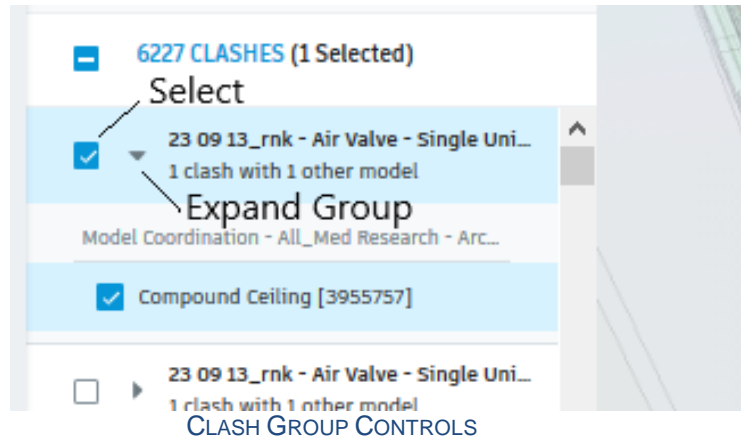 6227 CLASHES (1 Selected)
Select
23 09 13_rnk - Air Valve - Single Uni...
1 clash with 1 other model
Expand Group
Model Coordination - All_Med Research - Arc...
Compound Ceiling [3955757]
23 09 13_rnk - Air Valve - Single Uni...
1 clash with 1 other model
CLASH GROUP CONTROLS